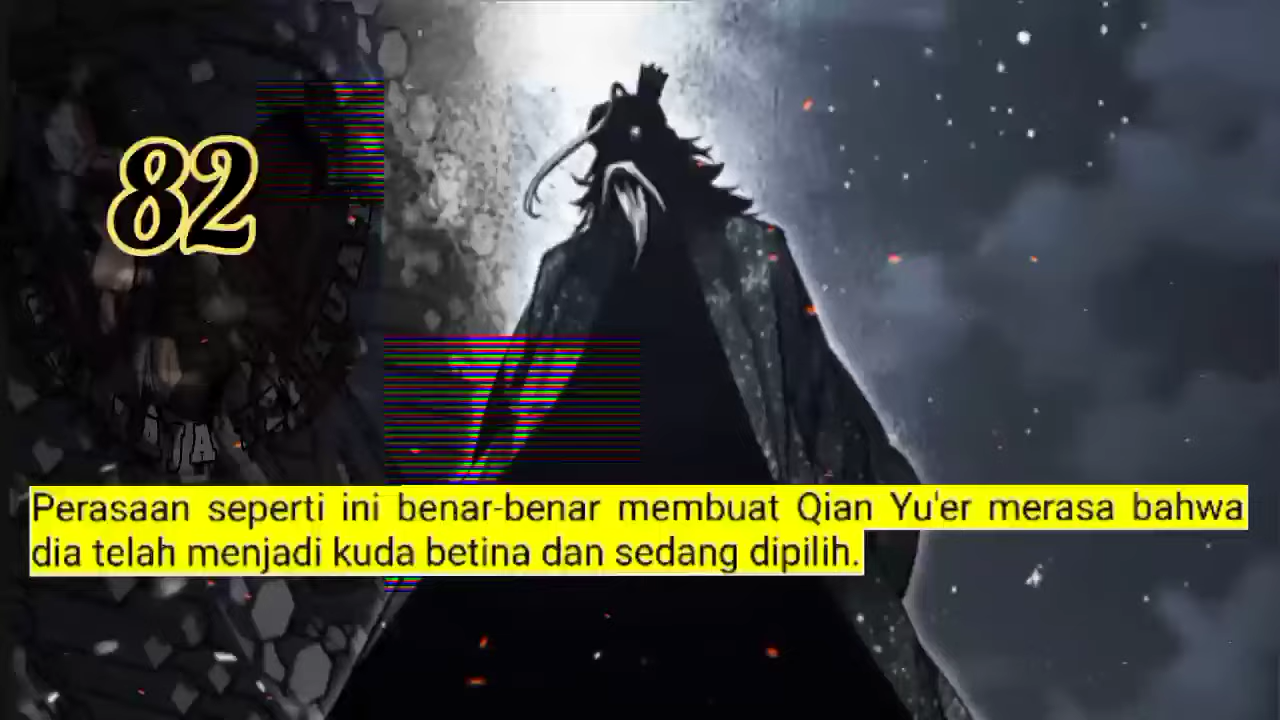 82
Perasaan seperti ini benar-benar membuat Qian Yu'er merasa bahwa
dia telah menjadi kuda betina dan sedang dipilih.